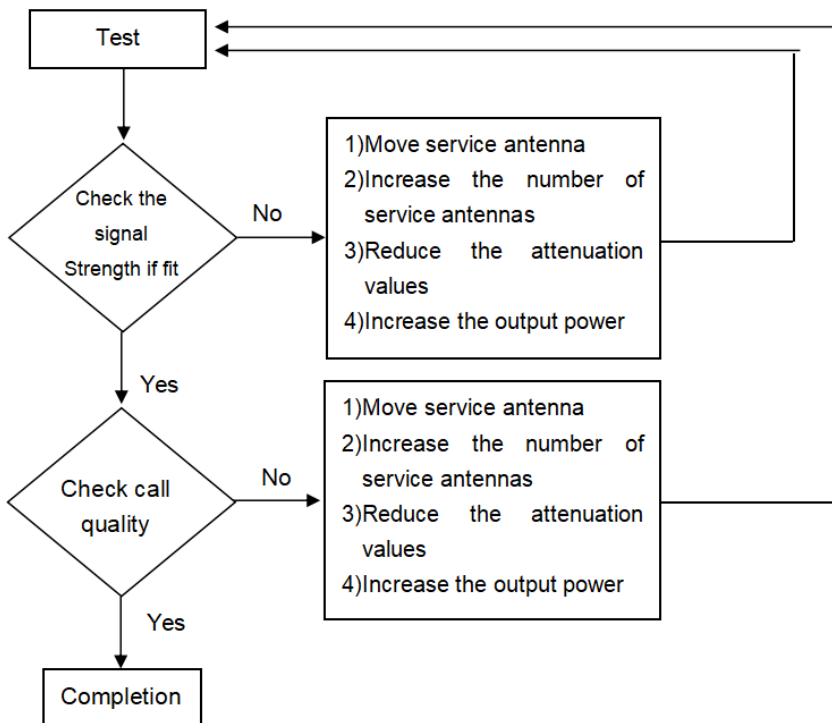 Test
Check the
signal
Strength if fit
No
1)Move service antenna
2)Increase the number of
service antennas
3)Reduce the attenuation
values
4)Increase the output power
Yes
Check call
quality
No
1)Move service antenna
2)Increase the number of
service antennas
3)Reduce the attenuation
values
4)Increase the output power
Yes
Completion